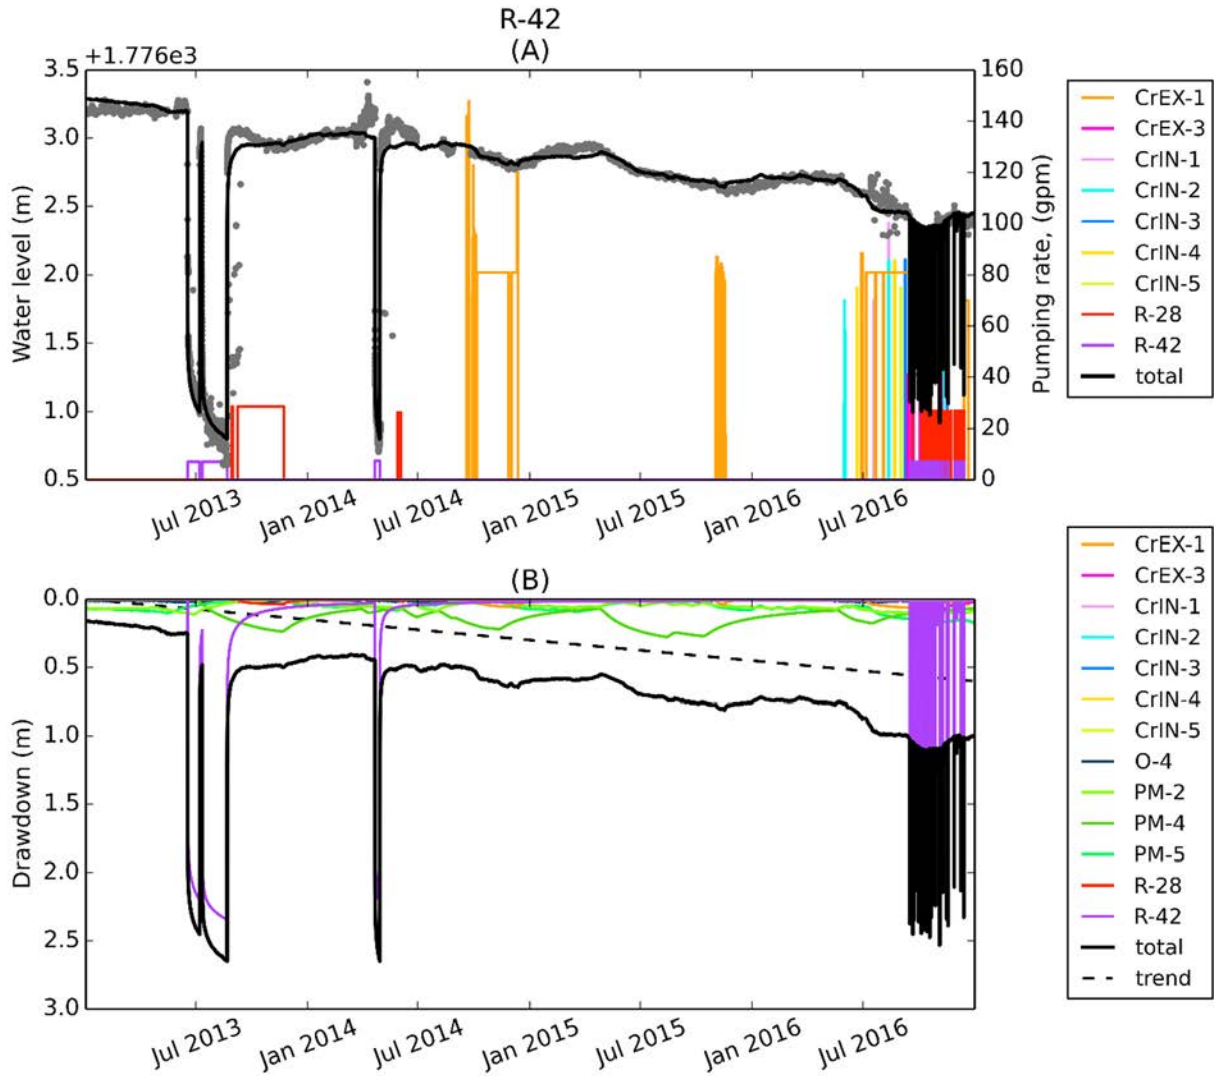 R-42
(A)
+1.776e3
3.5
3.0
2.5
2.0
1.5
1.0
0.5
Water level (m)
160
140
120
100
80
60
40
20
0
Pumping rate, (gpm)
Jul 2013
Jan 2014
Jul 2014
Jan 2015
Jul 2015
Jan 2016
Jul 2016
CrEX-1
CrEX-3
CrIN-1
CrIN-2
CrIN-3
CrIN-4
CrIN-5
R-28
R-42
total
(B)
0.0
0.5
1.0
1.5
2.0
2.5
3.0
Drawdown (m)
Jul 2013
Jan 2014
Jul 2014
Jan 2015
Jul 2015
Jan 2016
Jul 2016
CrEX-1
CrEX-3
CrIN-1
CrIN-2
CrIN-3
CrIN-4
CrIN-5
O-4
PM-2
PM-4
PM-5
R-28
R-42
total
trend